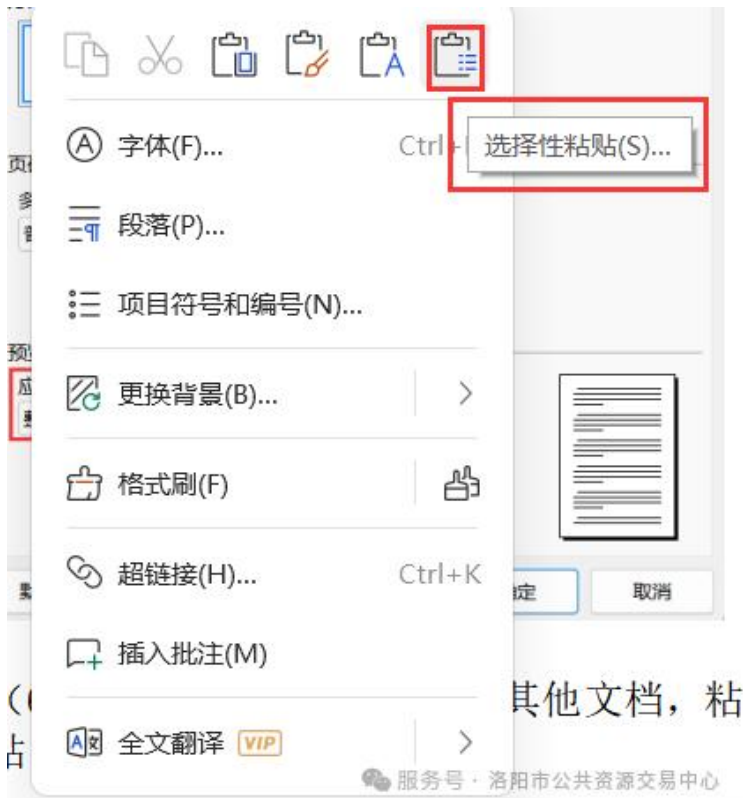 字体(F)...
Ctrl+
选择性粘贴(S)...
段落(P)...
项目符号和编号(N)...
更换背景(B)...
格式刷(F)
超链接(H)...
Ctrl+K
取消
插入批注(M)
其他文档，粘
全文翻译 VIP
服务号 · 洛阳市公共资源交易中心